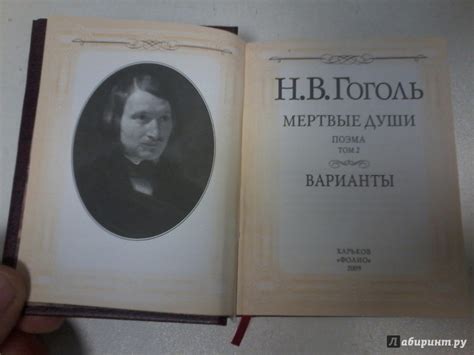 Н.В.ГОГОЛЬ
МЕРТВЫЕ ДУШИ
ПОЭМА
ТОМ 2
ВАРИАНТЫ
ХАРЬКОВ
«ФОЛИО»
2009
Лабиринт.ру